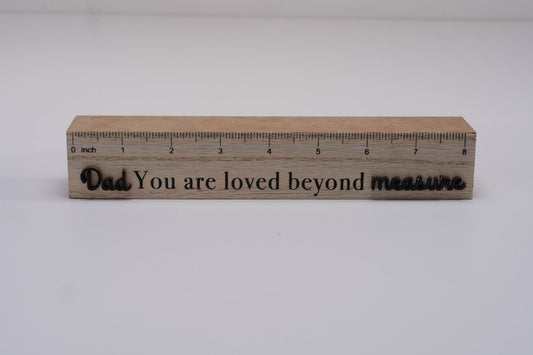 0 inch 1 2 3 4 5 6 7 8
Dad You are loved beyond measure